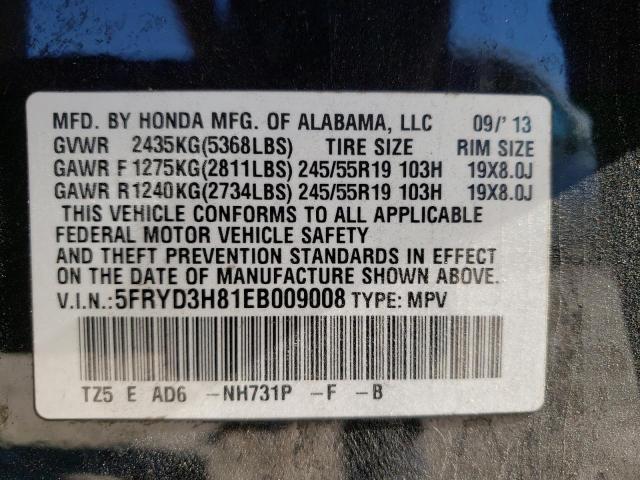 MFD. BY HONDA MFG. OF ALABAMA, LLC 09/' 13
GVWR 2435KG(5368LBS) TIRE SIZE RIM SIZE
GAWR F 1275KG(2811LBS) 245/55R19 103H 19X8.0J
GAWR R1240KG(2734LBS) 245/55R19 103H 19X8.0J
THIS VEHICLE CONFORMS TO ALL APPLICABLE
FEDERAL MOTOR VEHICLE SAFETY
AND THEFT PREVENTION STANDARDS IN EFFECT
ON THE DATE OF MANUFACTURE SHOWN ABOVE.
V.I.N.:5FRYD3H81EB009008 TYPE: MPV
TZ5 E AD6 -NH731P -F -B